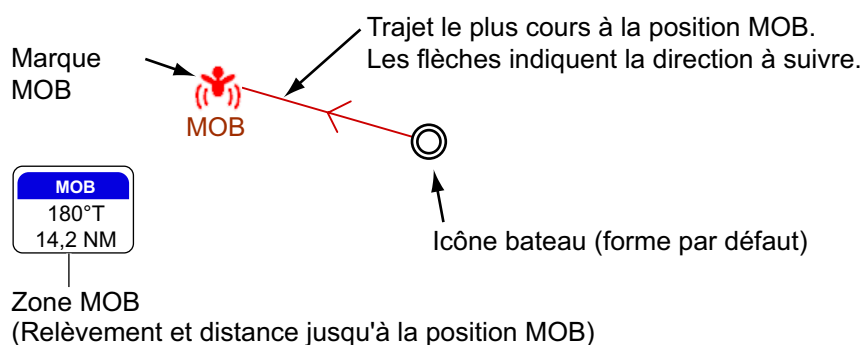 Trajet le plus cours à la position MOB.
Les flèches indiquent la direction à suivre.
Marque
MOB
MOB
MOB
180°T
14,2 NM
Icône bateau (forme par défaut)
Zone MOB
(Relèvement et distance jusqu'à la position MOB)